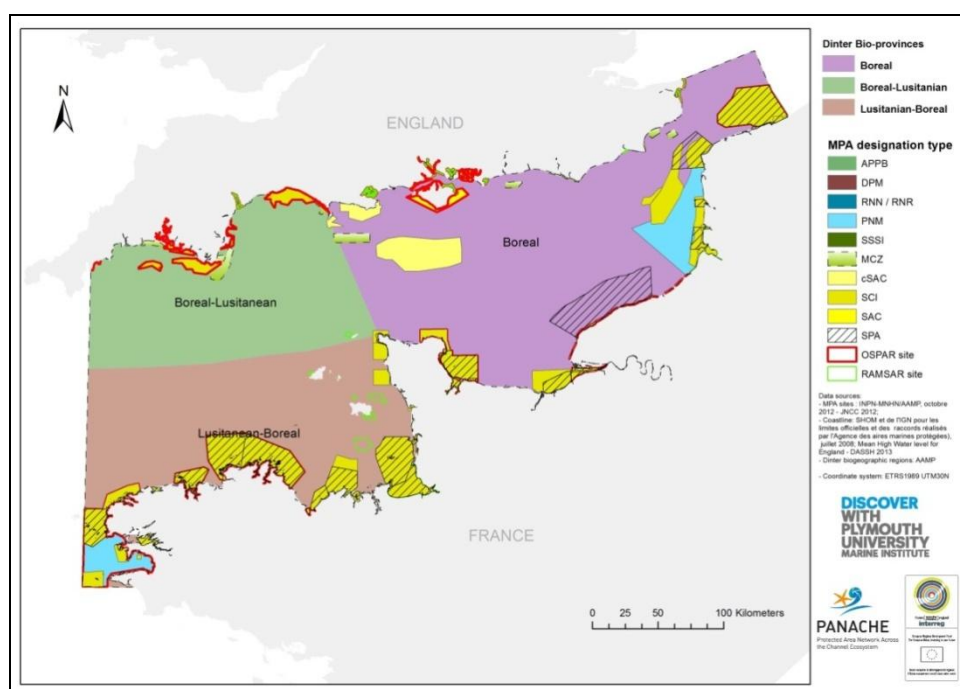 N
ENGLAND
Boreal
Boreal-Lusitanean
Lusitanean-Boreal
FRANCE
0 25 50 100 Kilometers
Dinter Bio-provinces
Boreal
Boreal-Lusitanian
Lusitanian-Boreal
MPA designation type
APPB
DPM
RNN / RNR
PNM
SSSI
MCZ
cSAC
SCI
SAC
SPA
OSPAR site
RAMSAR site
Data sources:
- MPA sites : INPN-MNHN/AAMP, octobre
2012 - JNCC 2012;
- Coastline: SHOM et de l'IGN pour les
limites officielles et des raccords réalisés
par l'Agence des aires marines protégées),
juillet 2008; Mean High Water level for
England - DASSH 2013
- Dinter biogeographic regions: AAMP
- Coordinate system: ETRS1989 UTM30N
DISCOVER
WITH
PLYMOUTH
UNIVERSITY
MARINE INSTITUTE
PANACHE
Protected Area Network Across
the Channel Ecosystem
interreg